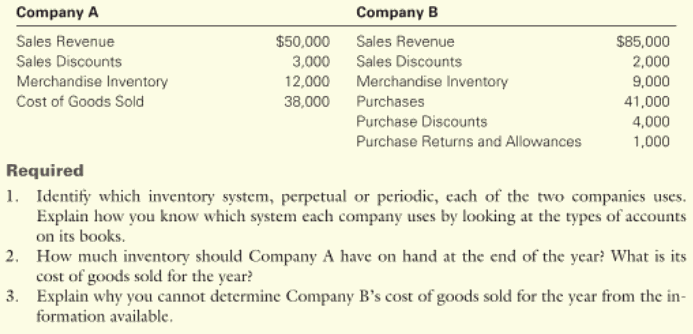 Company A Company B
Sales Revenue $50,000 Sales Revenue $85,000
Sales Discounts 3,000 Sales Discounts 2,000
Merchandise Inventory 12,000 Merchandise Inventory 9,000
Cost of Goods Sold 38,000 Purchases 41,000
Purchase Discounts 4,000
Purchase Returns and Allowances 1,000
Required
1. Identify which inventory system, perpetual or periodic, each of the two companies uses.
Explain how you know which system each company uses by looking at the types of accounts
on its books.
2. How much inventory should Company A have on hand at the end of the year? What is its
cost of goods sold for the year?
3. Explain why you cannot determine Company B's cost of goods sold for the year from the in-
formation available.